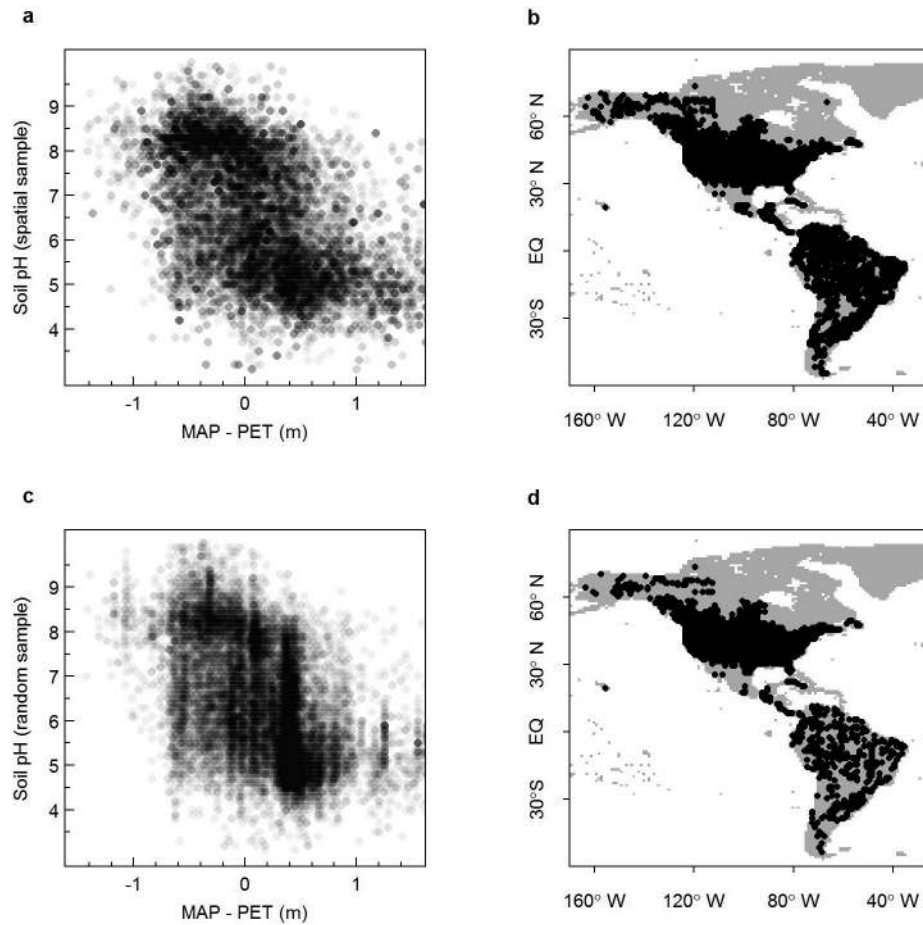 a
Soil pH (spatial sample)
9
8
7
6
5
4
-1
0
1
MAP - PET (m)
b
60° N
30° N
EQ
30°S
160° W
120° W
80° W
40° W
c
Soil pH (random sample)
9
8
7
6
5
4
-1
0
1
MAP - PET (m)
d
60° N
30° N
EQ
30°S
160° W
120° W
80° W
40° W